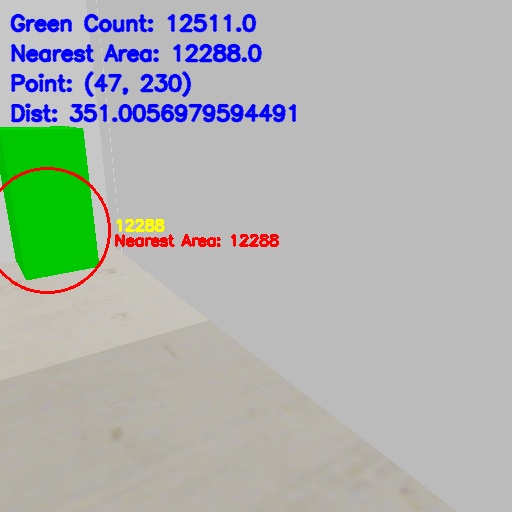 Green Count: 12511.0
Nearest Area: 12288.0
Point: (47, 230)
Dist: 351.0056979594491
12288
Nearest Area: 12288